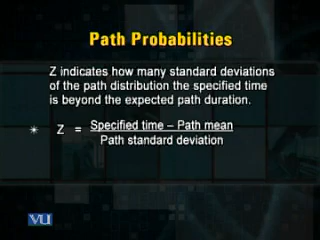 Path Probabilities
Z indicates how many standard deviations
of the path distribution the specified time
is beyond the expected path duration.
✴ Z = Specified time – Path mean
Path standard deviation
VU